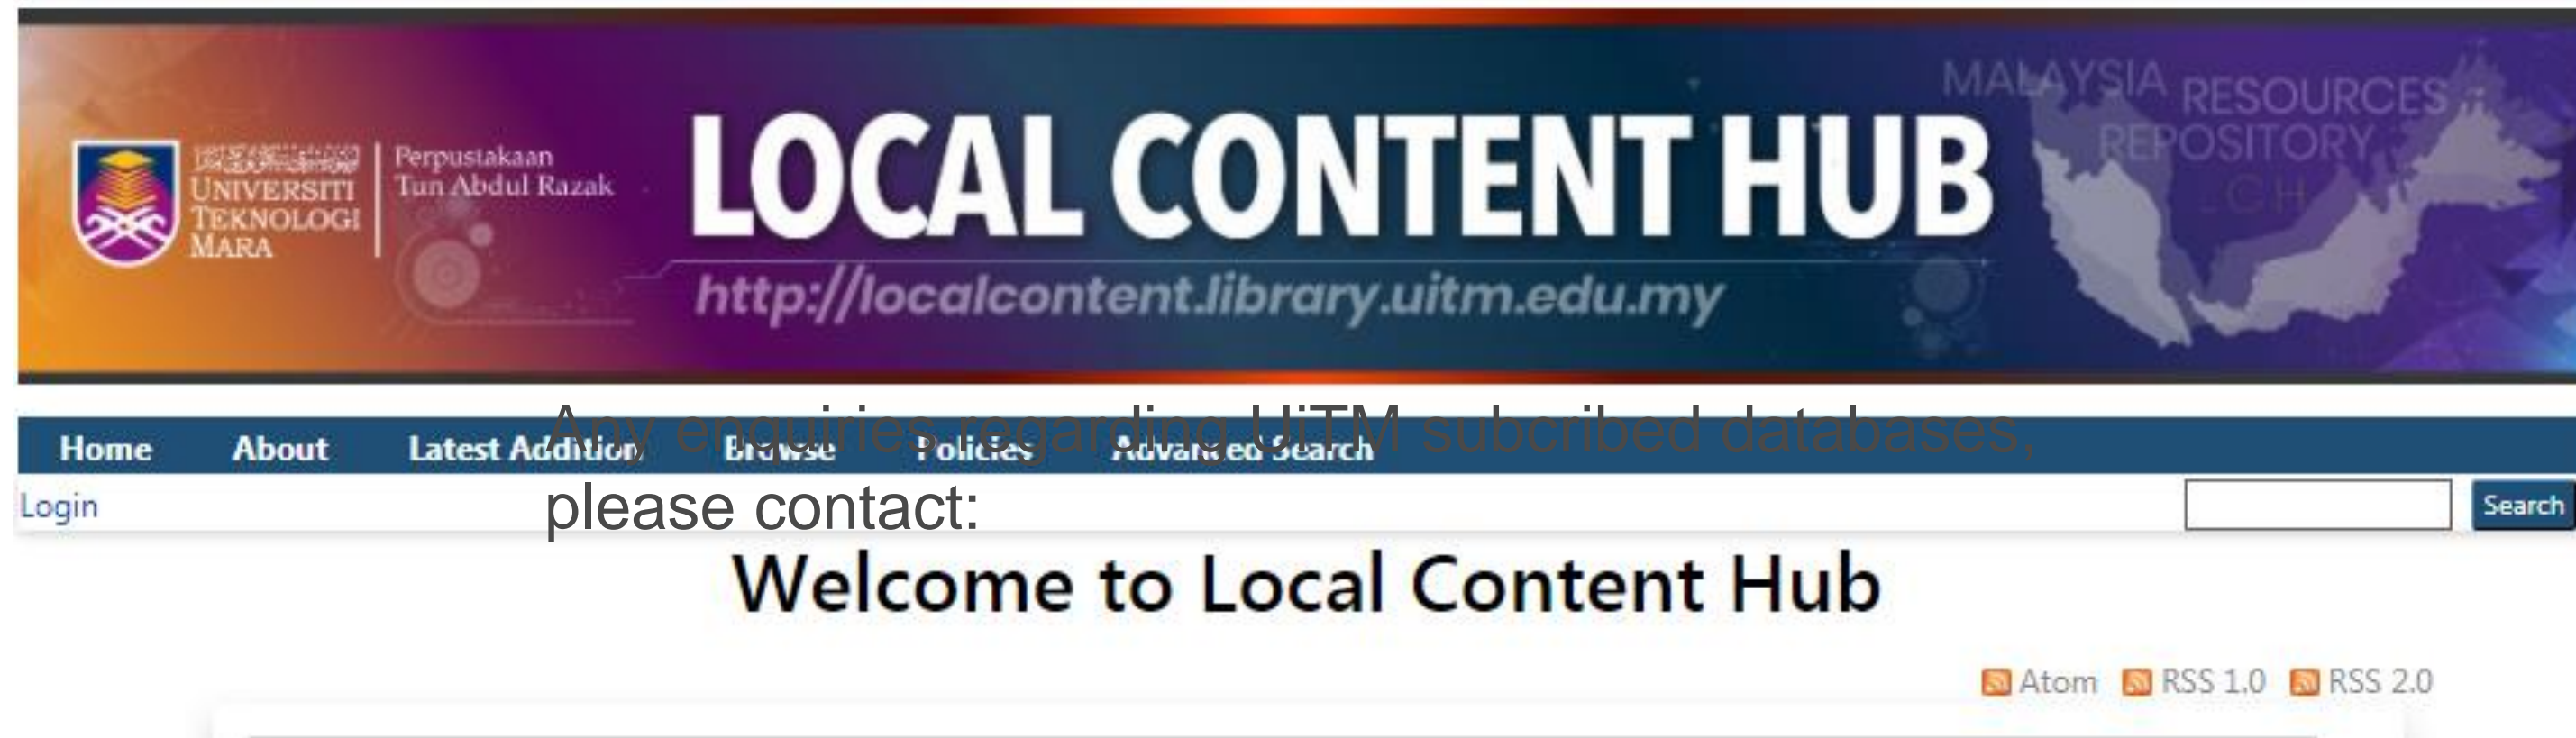 UNIVERSITI
TEKNOLOGI
MARA
Perpustakaan
Tun Abdul Razak
LOCAL CONTENT HUB
http://localcontent.library.uitm.edu.my
MALAYSIA RESOURCES
REPOSITORY
CH
Any enquiries regarding UiTM subcribed databases,
please contact:
Home About Latest Addition Browse Policies Advanced Search
Login Search
Welcome to Local Content Hub
Atom RSS 1.0 RSS 2.0